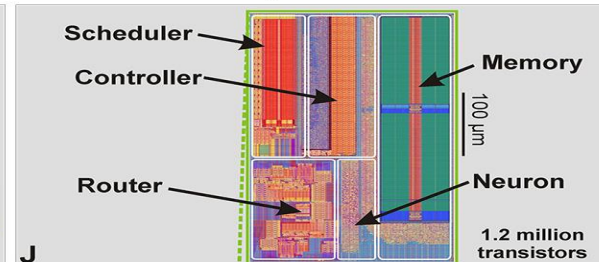 Scheduler
Controller
Memory
100 µm
Router
Neuron
1.2 million
transistors
J